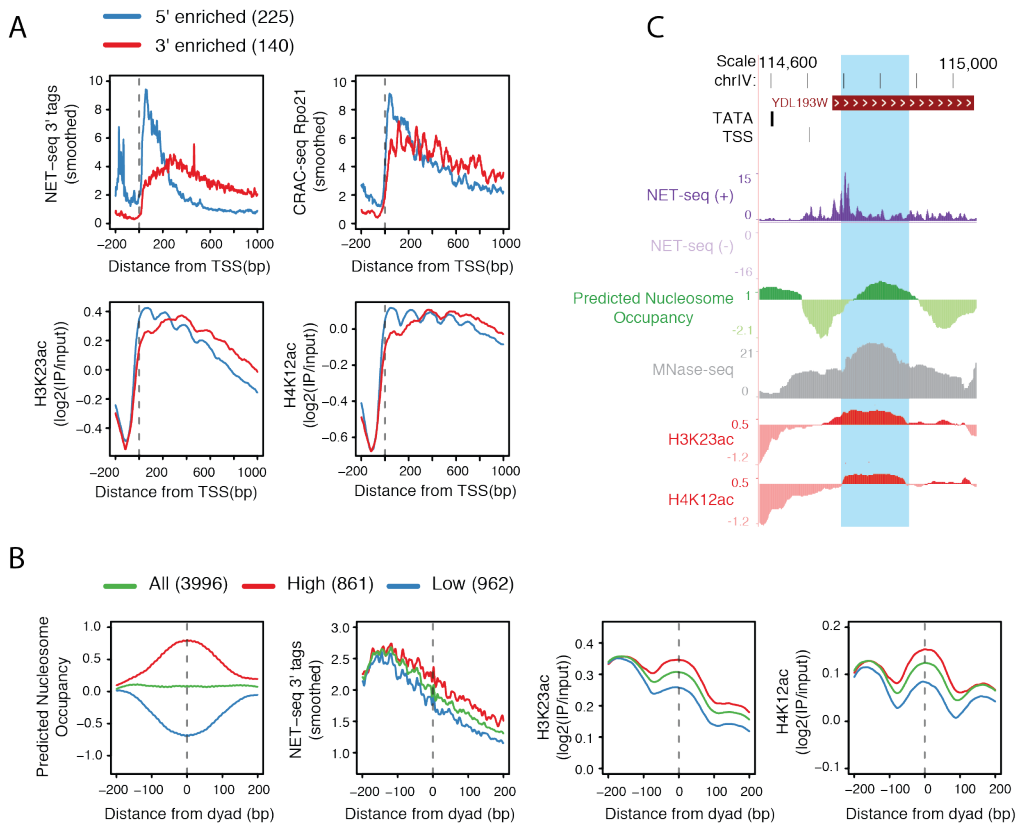 A
5' enriched (225)
3' enriched (140)
NET−seq 3' tags
(smoothed)
0 2 4 6 8 10
−200 0 200 600 1000
Distance from TSS(bp)
CRAC-seq Rpo21
(smoothed)
0 2 4 6 8 10
−200 0 200 600 1000
Distance from TSS(bp)
H3K23ac
(log2(IP/input))
−0.4 −0.2 0.0 0.2 0.4
−200 0 200 600 1000
Distance from TSS(bp)
H4K12ac
(log2(IP/input))
−0.6 −0.4 −0.2 0.0
−200 0 200 600 1000
Distance from TSS(bp)
C
Scale
114,600 115,000
chrIV:
YDL193W
TATA
TSS
15
NET-seq (+)
0
0
NET-seq (-)
-16
Predicted Nucleosome
Occupancy
1
-2.1
21
MNase-seq
0
0.5
H3K23ac
-1.2
0.5
H4K12ac
-1.2
B
All (3996) High (861) Low (962)
Predicted Nucleosome
Occupancy
−1.0 −0.5 0.0 0.5 1.0
−200 −100 0 100 200
Distance from dyad (bp)
NET−seq 3' tags
(smoothed)
1.0 1.5 2.0 2.5 3.0
−200 −100 0 100 200
Distance from dyad (bp)
H3K23ac
(log2(IP/input))
0.0 0.1 0.2 0.3 0.4
−200 −100 0 100 200
Distance from dyad (bp)
H4K12ac
(log2(IP/input))
−0.1 0.0 0.1 0.2
−200 −100 0 100 200
Distance from dyad (bp)